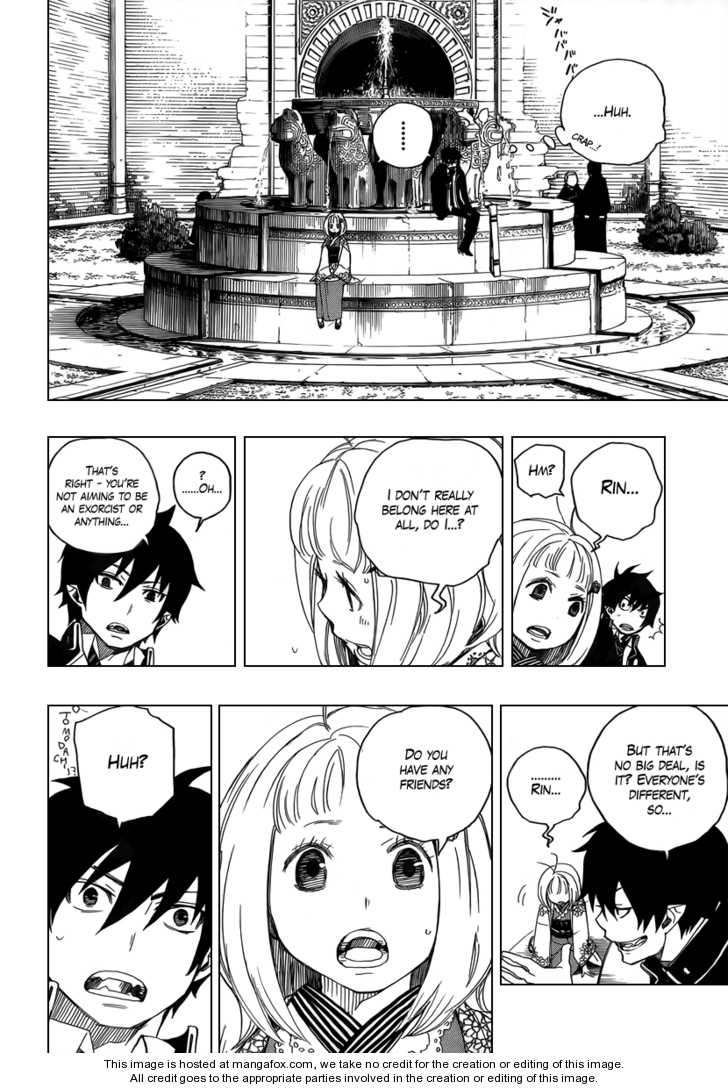 ...HUH.
CRAP...!
バ
バ
バ
......
RIN...
HM?
I DON'T REALLY
BELONG HERE AT
ALL, DO I...?
?
......OH...
THAT'S
RIGHT - YOU'RE
NOT AIMING TO BE
AN EXORCIST OR
ANYTHING...
BUT THAT'S
NO BIG DEAL, IS
IT? EVERYONE'S
DIFFERENT,
SO...
.........
RIN...
DO YOU
HAVE ANY
FRIENDS?
HUH?
TOMODACHI?
This image is hosted at mangafox.com, we take no credit for the creation or editing of this image.
All credit goes to the appropriate parties involved in the creation or editing of this image.